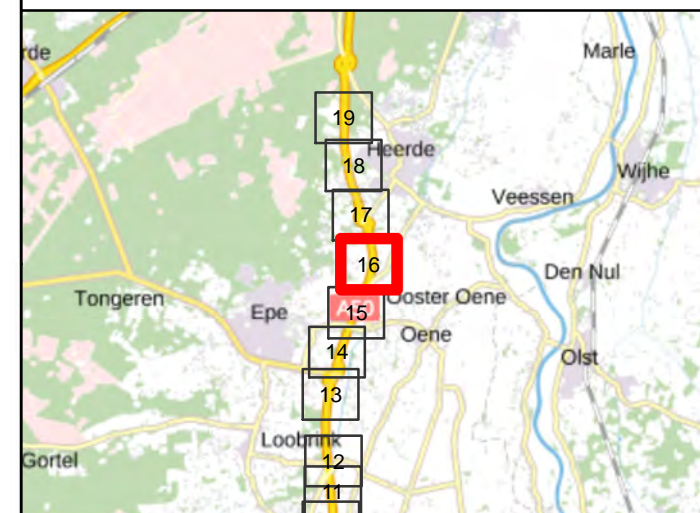 rde
Marle
19
Heerde
18
Wijhe
Veessen
17
16
Den Nul
Tongeren
Ooster Oene
Epe
A50
15
Oene
14
Olst
13
Loobrink
Gortel
12
11